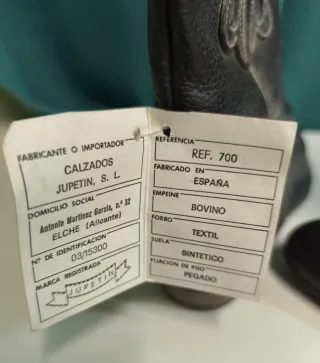 FABRICANTE O IMPORTADOR
CALZADOS
JUPETIN, S. L.
DOMICILIO SOCIAL
Antonio Martinez Garcia, n.º 52
ELCHE (Alicante)
N.º DE IDENTIFICACION
03/15300
MARCA REGISTRADA
JUPETIN
REFERENCIA
REF. 700
FABRICADO EN
ESPAÑA
EMPEINE
BOVINO
FORRO
TEXTIL
SUELA
SINTETICO
FIJACION DE PISO
PEGADO